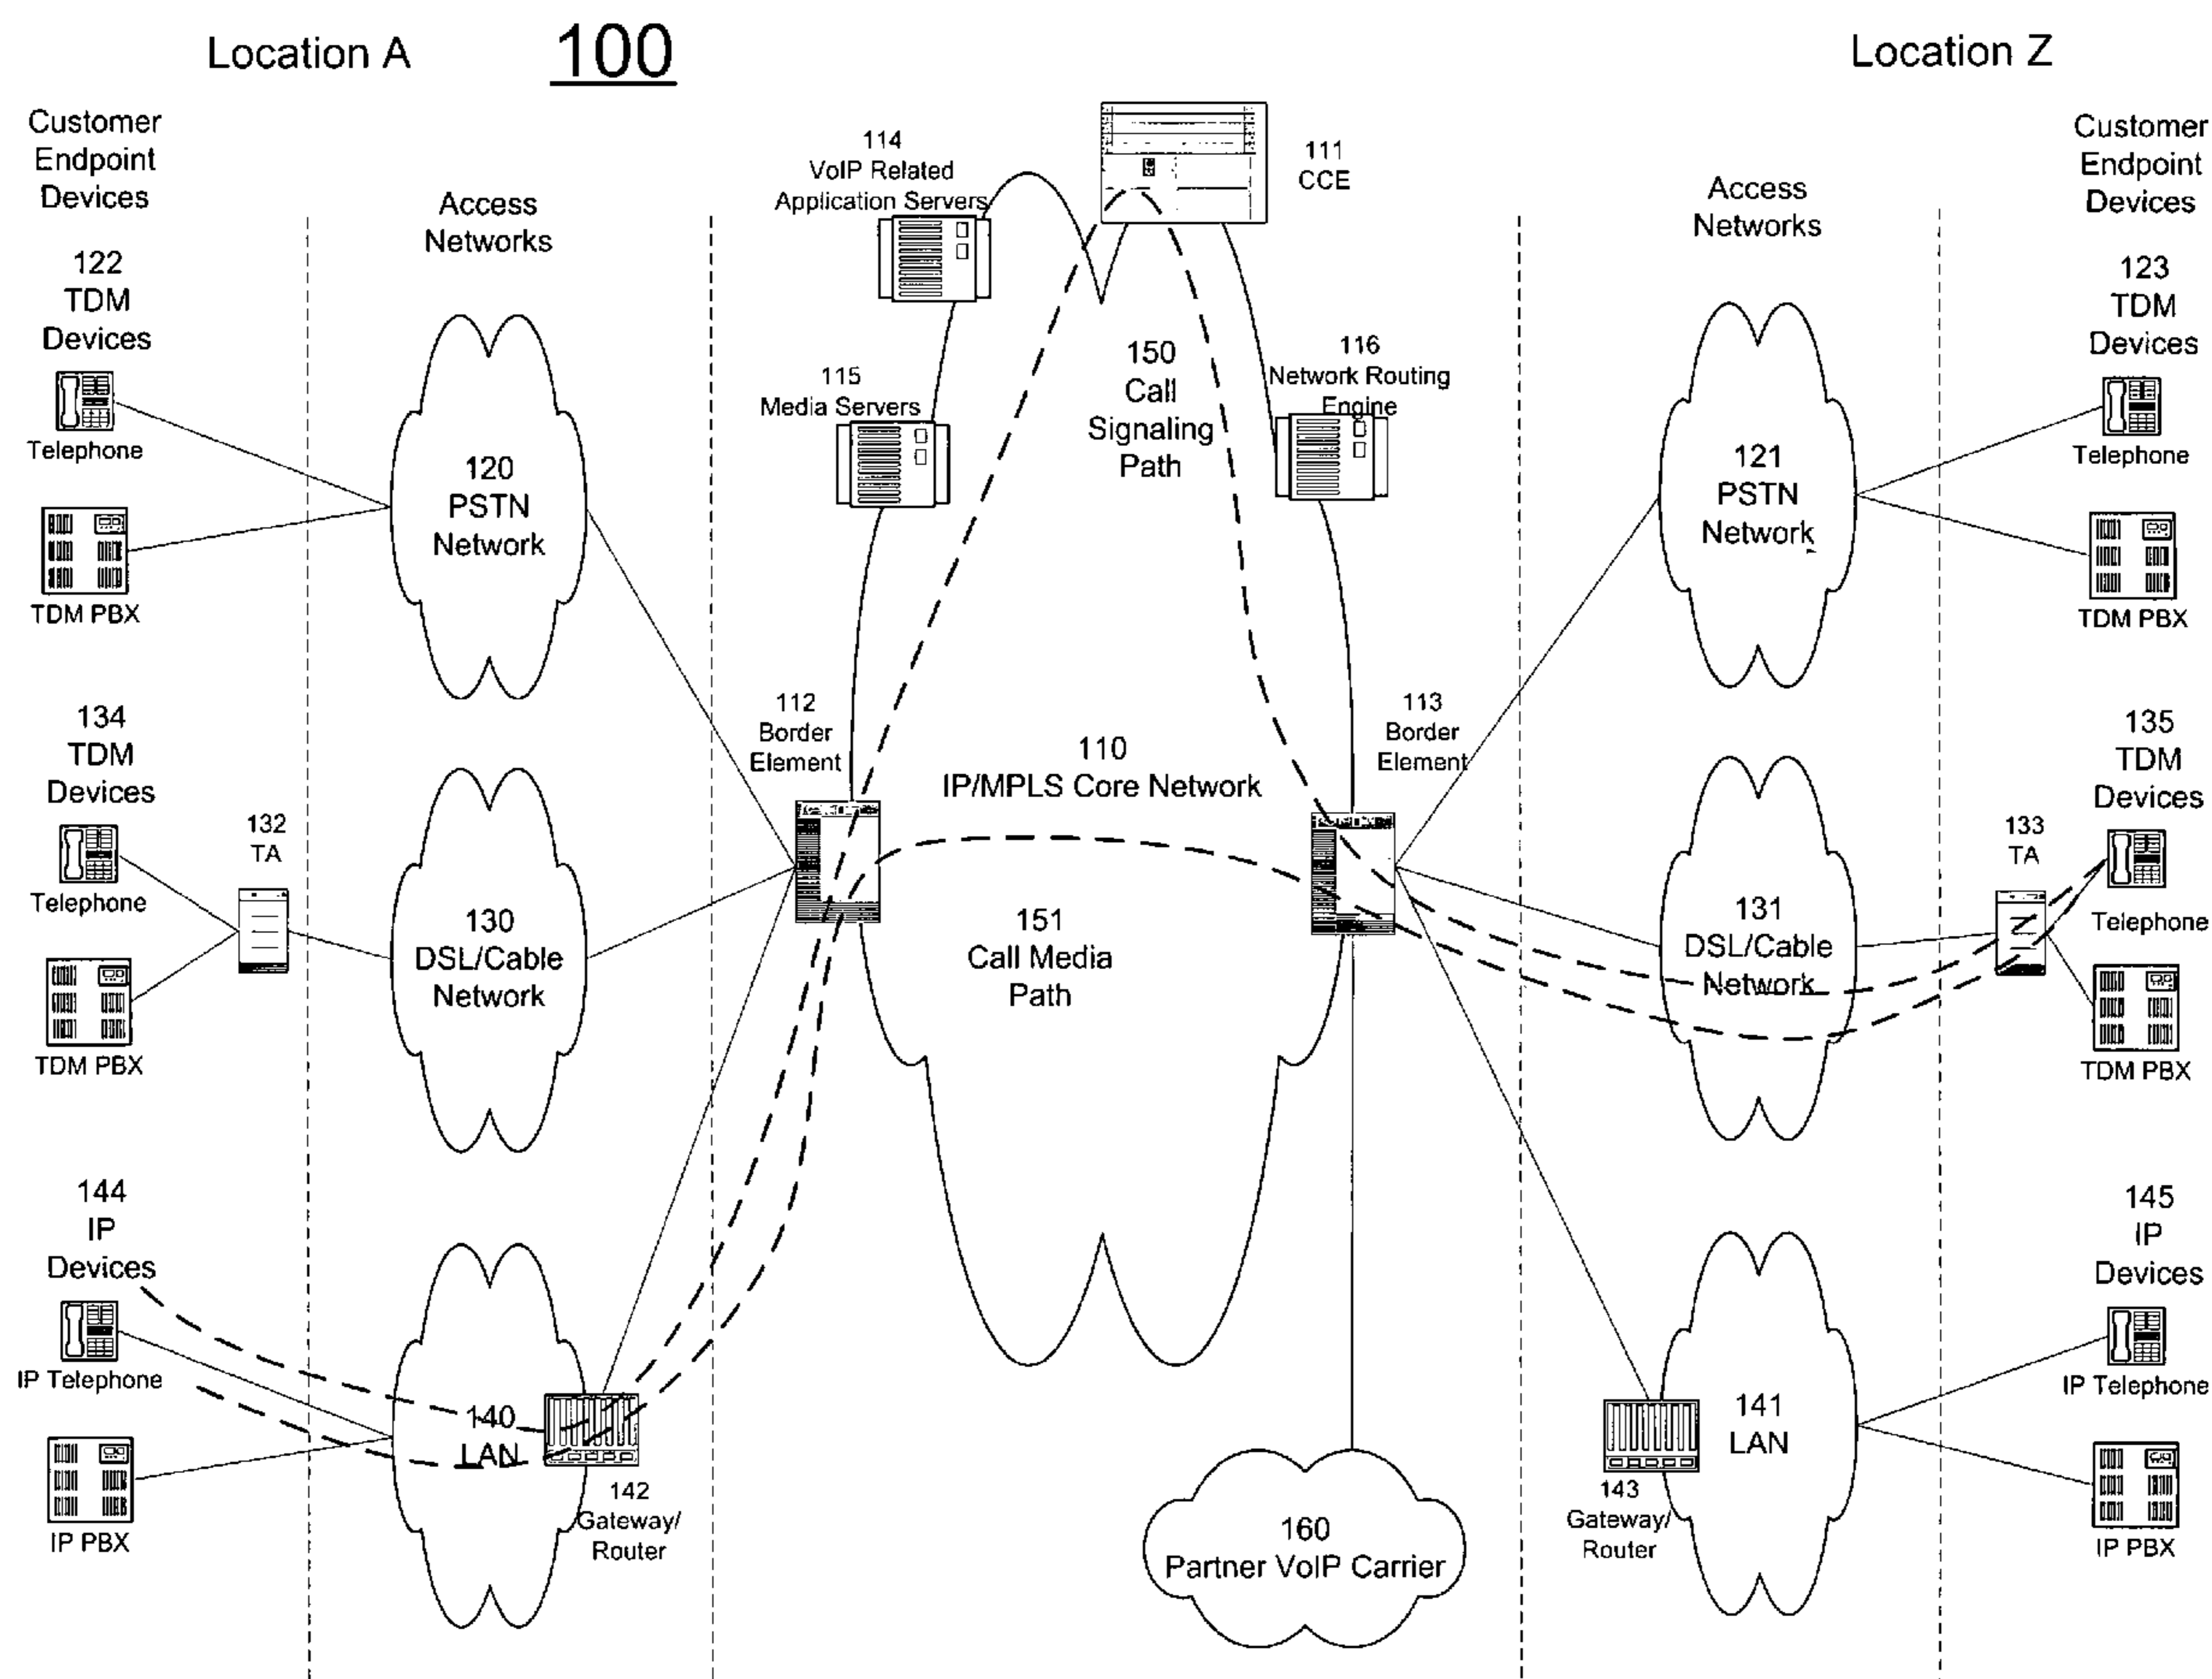 Location A
100
Location Z
Customer
Endpoint
Devices
Access
Networks
114
VoIP Related
Application Servers
111
CCE
Access
Networks
Customer
Endpoint
Devices
122
TDM
Devices
Telephone
TDM PBX
120
PSTN
Network
115
Media Servers
150
Call
Signaling
Path
116
Network Routing
Engine
121
PSTN
Network
123
TDM
Devices
Telephone
TDM PBX
134
TDM
Devices
Telephone
TDM PBX
132
TA
130
DSL/Cable
Network
112
Border
Element
110
IP/MPLS Core Network
151
Call Media
Path
113
Border
Element
131
DSL/Cable
Network
133
TA
135
TDM
Devices
Telephone
TDM PBX
144
IP
Devices
IP Telephone
IP PBX
140
LAN
142
Gateway/
Router
160
Partner VoIP Carrier
143
Gateway/
Router
141
LAN
145
IP
Devices
IP Telephone
IP PBX